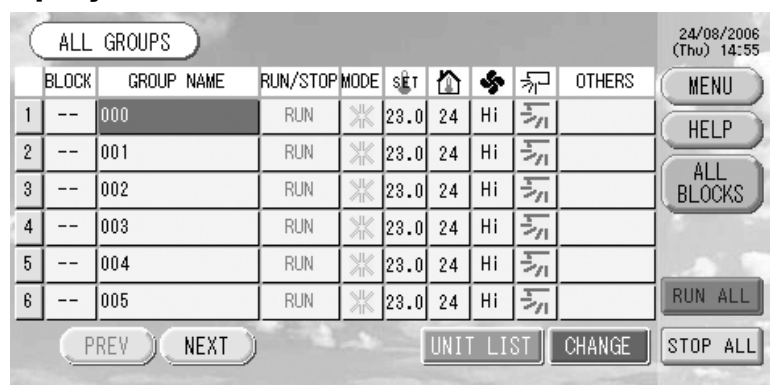 ALL GROUPS
24/08/2006
(Thu) 14:55
BLOCK GROUP NAME RUN/STOP MODE SET OTHERS
MENU
1 -- 000 RUN 23.0 24 Hi
HELP
2 -- 001 RUN 23.0 24 Hi
3 -- 002 RUN 23.0 24 Hi
ALL
BLOCKS
4 -- 003 RUN 23.0 24 Hi
5 -- 004 RUN 23.0 24 Hi
6 -- 005 RUN 23.0 24 Hi
RUN ALL
PREV NEXT UNIT LIST CHANGE STOP ALL